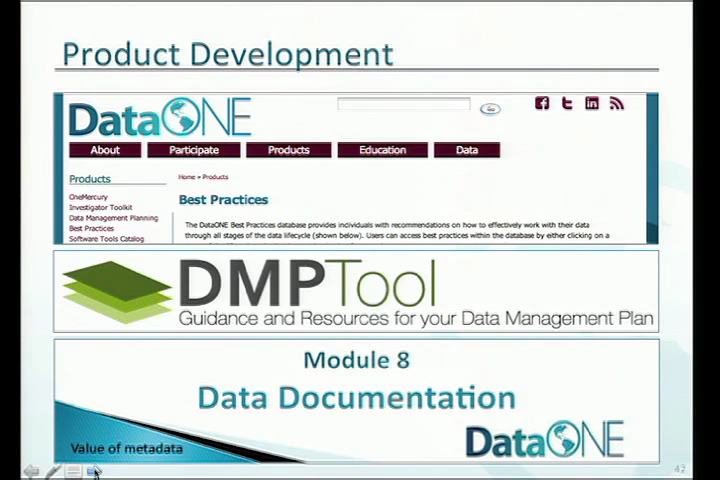 Product Development
DataONE
Go
About Participate Products Education Data
Products
OneMercury
Investigator Toolkit
Data Management Planning
Best Practices
Software Tools Catalog
Home » Products
Best Practices
The DataONE Best Practices database provides individuals with recommendations on how to effectively work with their data
through all stages of the data lifecycle (shown below). Users can access best practices within the database by either clicking on a
DMPTool
Guidance and Resources for your Data Management Plan
Module 8
Data Documentation
Value of metadata
DataONE
42